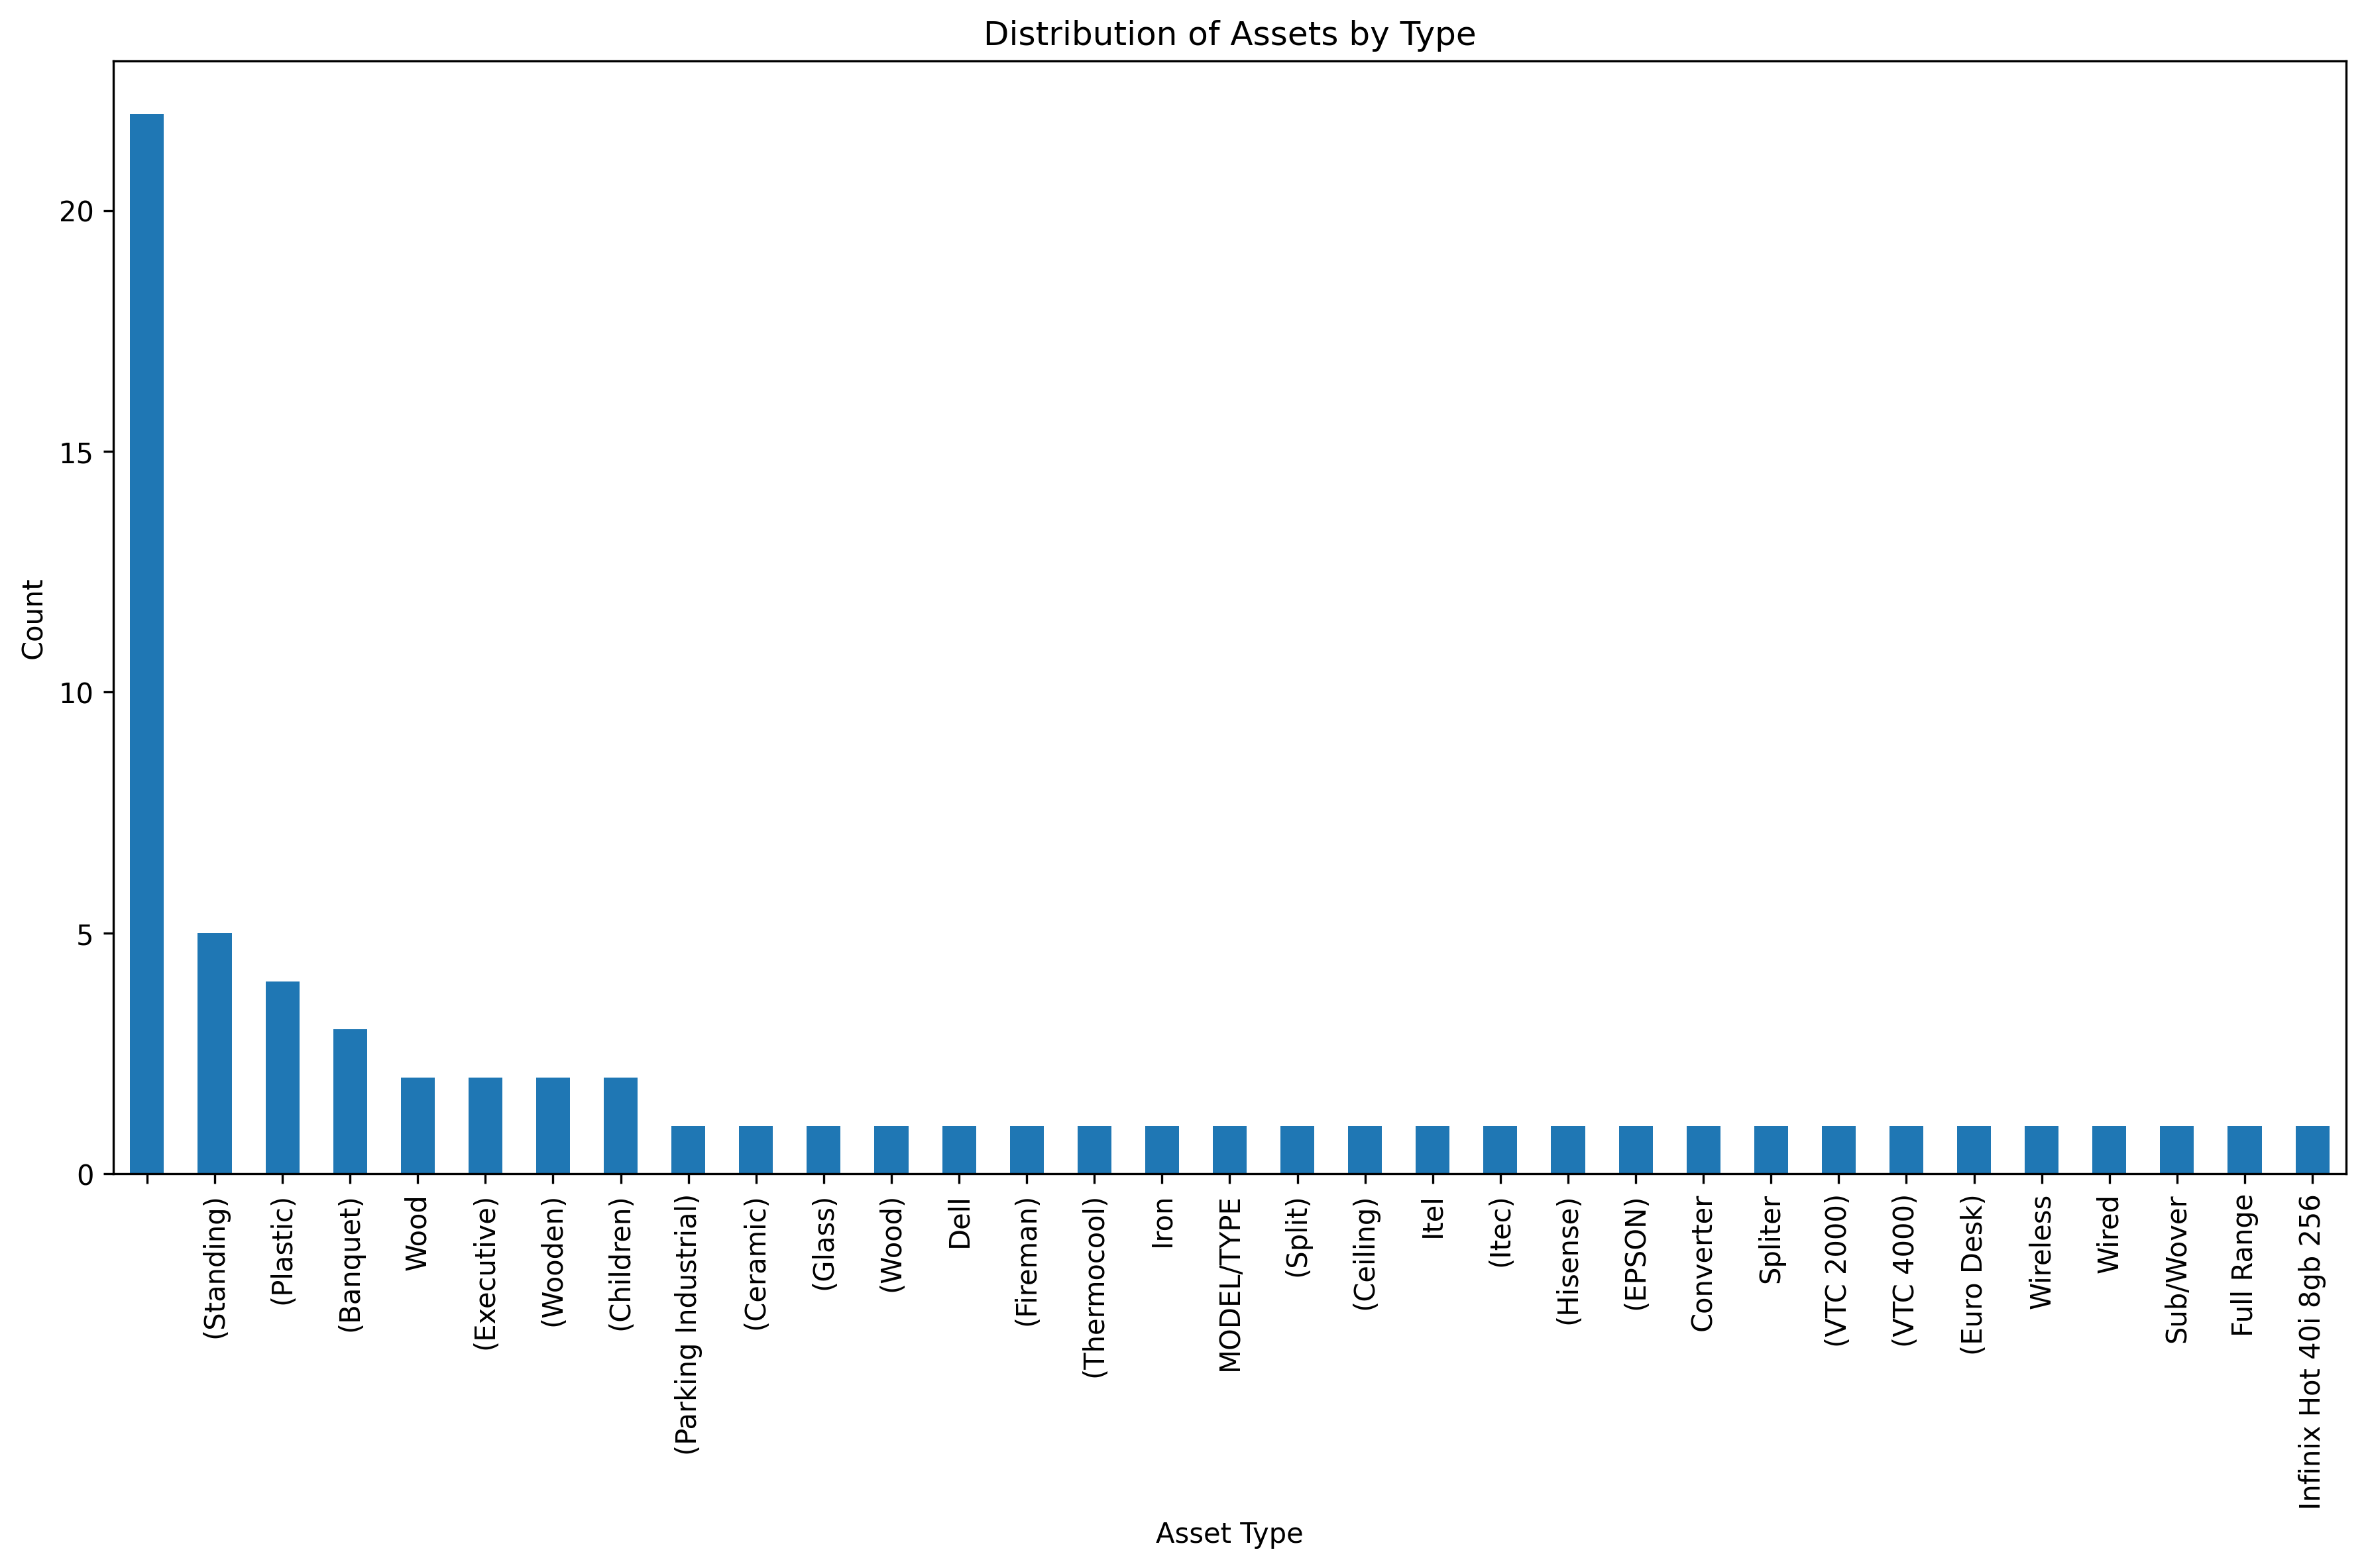 Distribution of Assets by Type
Count
20
15
10
5
0
(Standing)
(Plastic)
(Banquet)
Wood
(Executive)
(Wooden)
(Children)
(Parking Industrial)
(Ceramic)
(Glass)
(Wood)
Dell
(Fireman)
(Thermocool)
Iron
MODEL/TYPE
(Split)
(Ceiling)
Itel
(Itec)
(Hisense)
(EPSON)
Converter
Spliter
(VTC 2000)
(VTC 4000)
(Euro Desk)
Wireless
Wired
Sub/Wover
Full Range
Infinix Hot 40i 8gb 256
Asset Type